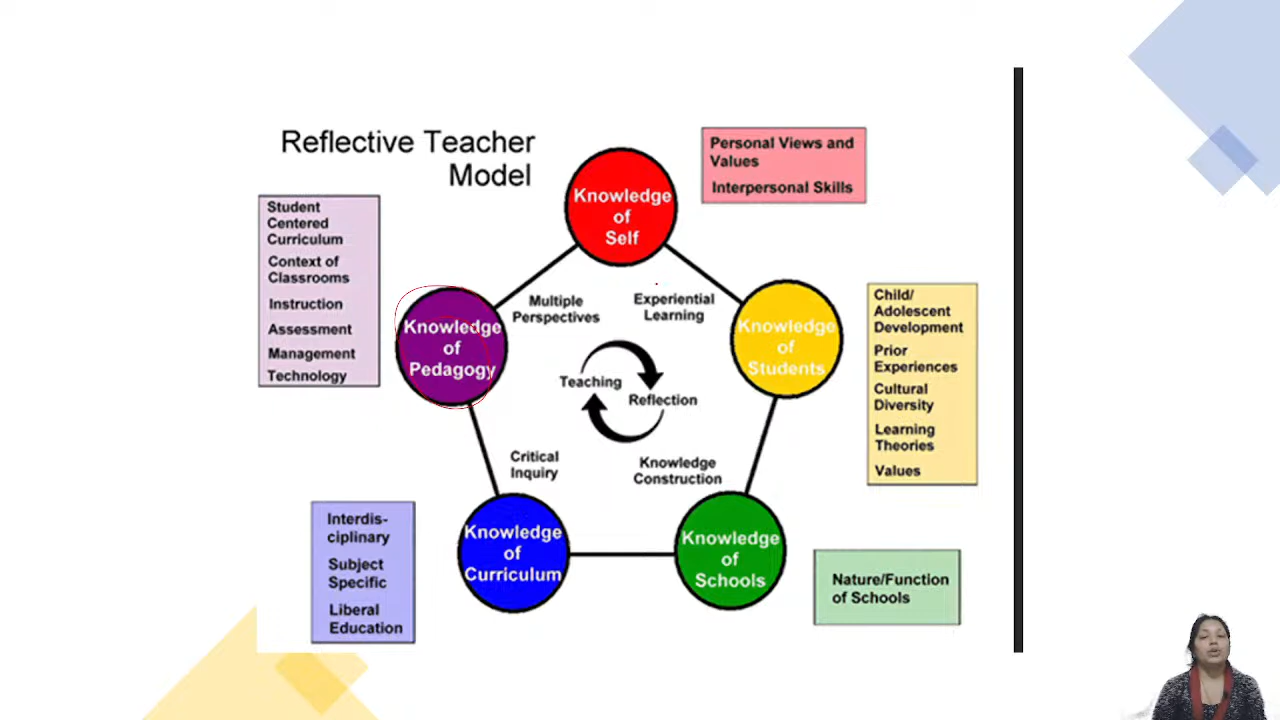 Reflective Teacher
Model
Knowledge
of
Self
Personal Views and
Values
Interpersonal Skills
Student
Centered
Curriculum
Context of
Classrooms
Instruction
Assessment
Management
Technology
Knowledge
of
Pedagogy
Multiple
Perspectives
Experiential
Learning
Knowledge
of
Students
Child/
Adolescent
Development
Prior
Experiences
Cultural
Diversity
Learning
Theories
Values
Teaching
Reflection
Critical
Inquiry
Knowledge
Construction
Interdis-
ciplinary
Subject
Specific
Liberal
Education
Knowledge
of
Curriculum
Knowledge
of
Schools
Nature/Function
of Schools